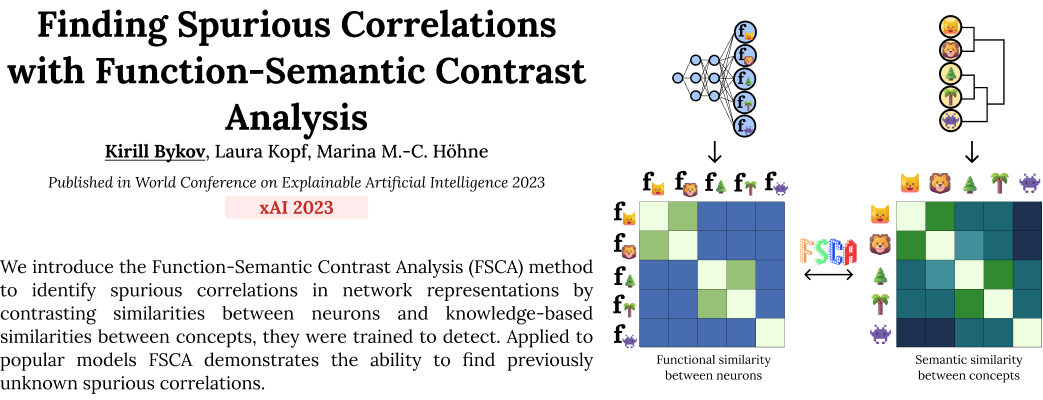 Finding Spurious Correlations
with Function-Semantic Contrast
Analysis
Kirill Bykov, Laura Kopf, Marina M.-C. Höhne
Published in World Conference on Explainable Artificial Intelligence 2023
xAI 2023
We introduce the Function-Semantic Contrast Analysis (FSCA) method
to identify spurious correlations in network representations by
contrasting similarities between neurons and knowledge-based
similarities between concepts, they were trained to detect. Applied to
popular models FSCA demonstrates the ability to find previously
unknown spurious correlations.
f
f
f
f
f
f f f f f
f
f
f
f
f
Functional similarity
between neurons
FSCA
Semantic similarity
between concepts